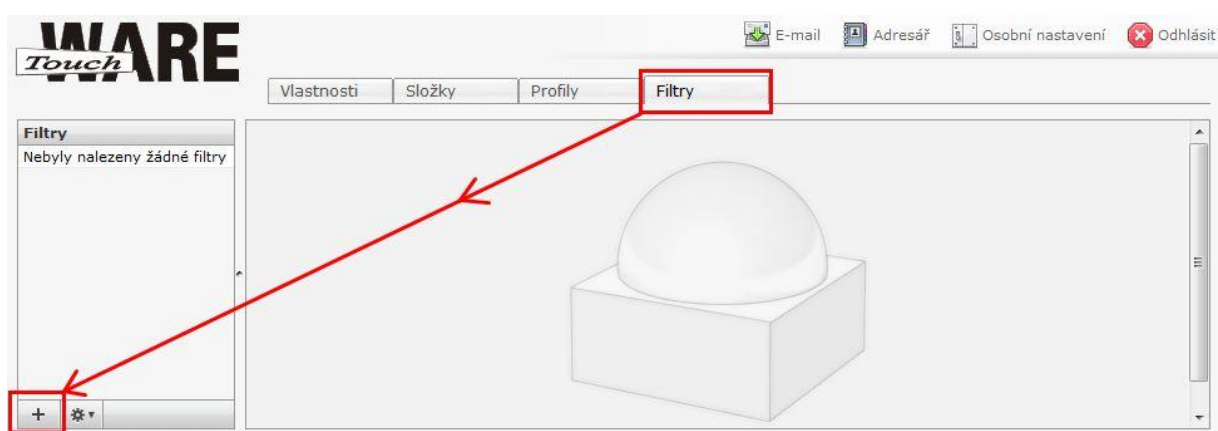 WARE
Touch
E-mail Adresář Osobní nastavení Odhlásit
Vlastnosti Složky Profily Filtry
Filtry
Nebyly nalezeny žádné filtry
+